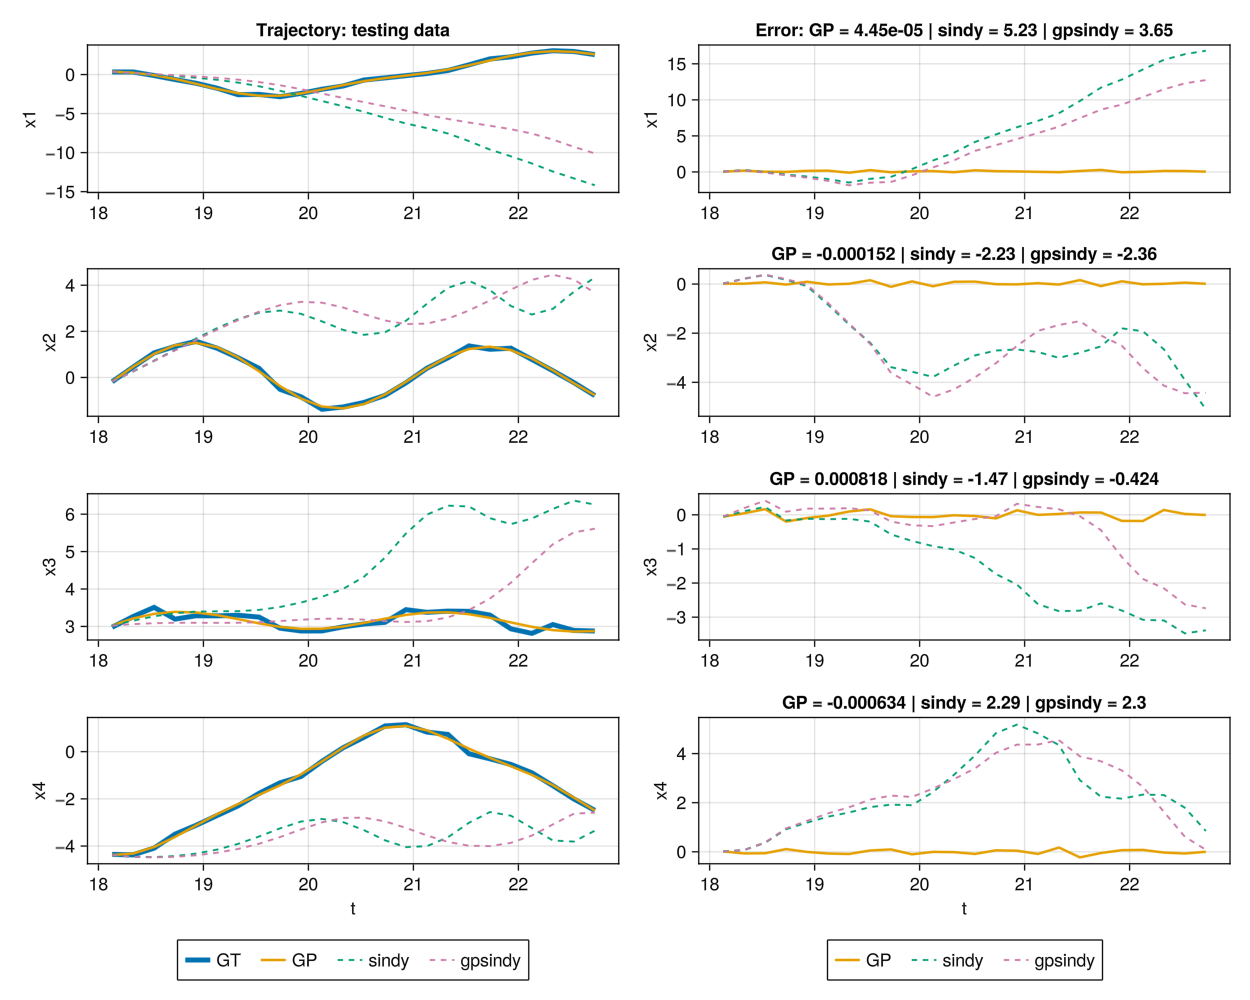 Trajectory: testing data
x1
0
−5
−10
−15
18 19 20 21 22
Error: GP = 4.45e-05 | sindy = 5.23 | gpsindy = 3.65
x1
15
10
5
0
18 19 20 21 22
x2
4
2
0
18 19 20 21 22
GP = -0.000152 | sindy = -2.23 | gpsindy = -2.36
x2
0
−2
−4
18 19 20 21 22
x3
6
5
4
3
18 19 20 21 22
GP = 0.000818 | sindy = -1.47 | gpsindy = -0.424
x3
0
−1
−2
−3
18 19 20 21 22
x4
0
−2
−4
18 19 20 21 22
t
GP = -0.000634 | sindy = 2.29 | gpsindy = 2.3
x4
4
2
0
18 19 20 21 22
t
GT GP sindy gpsindy
GP sindy gpsindy